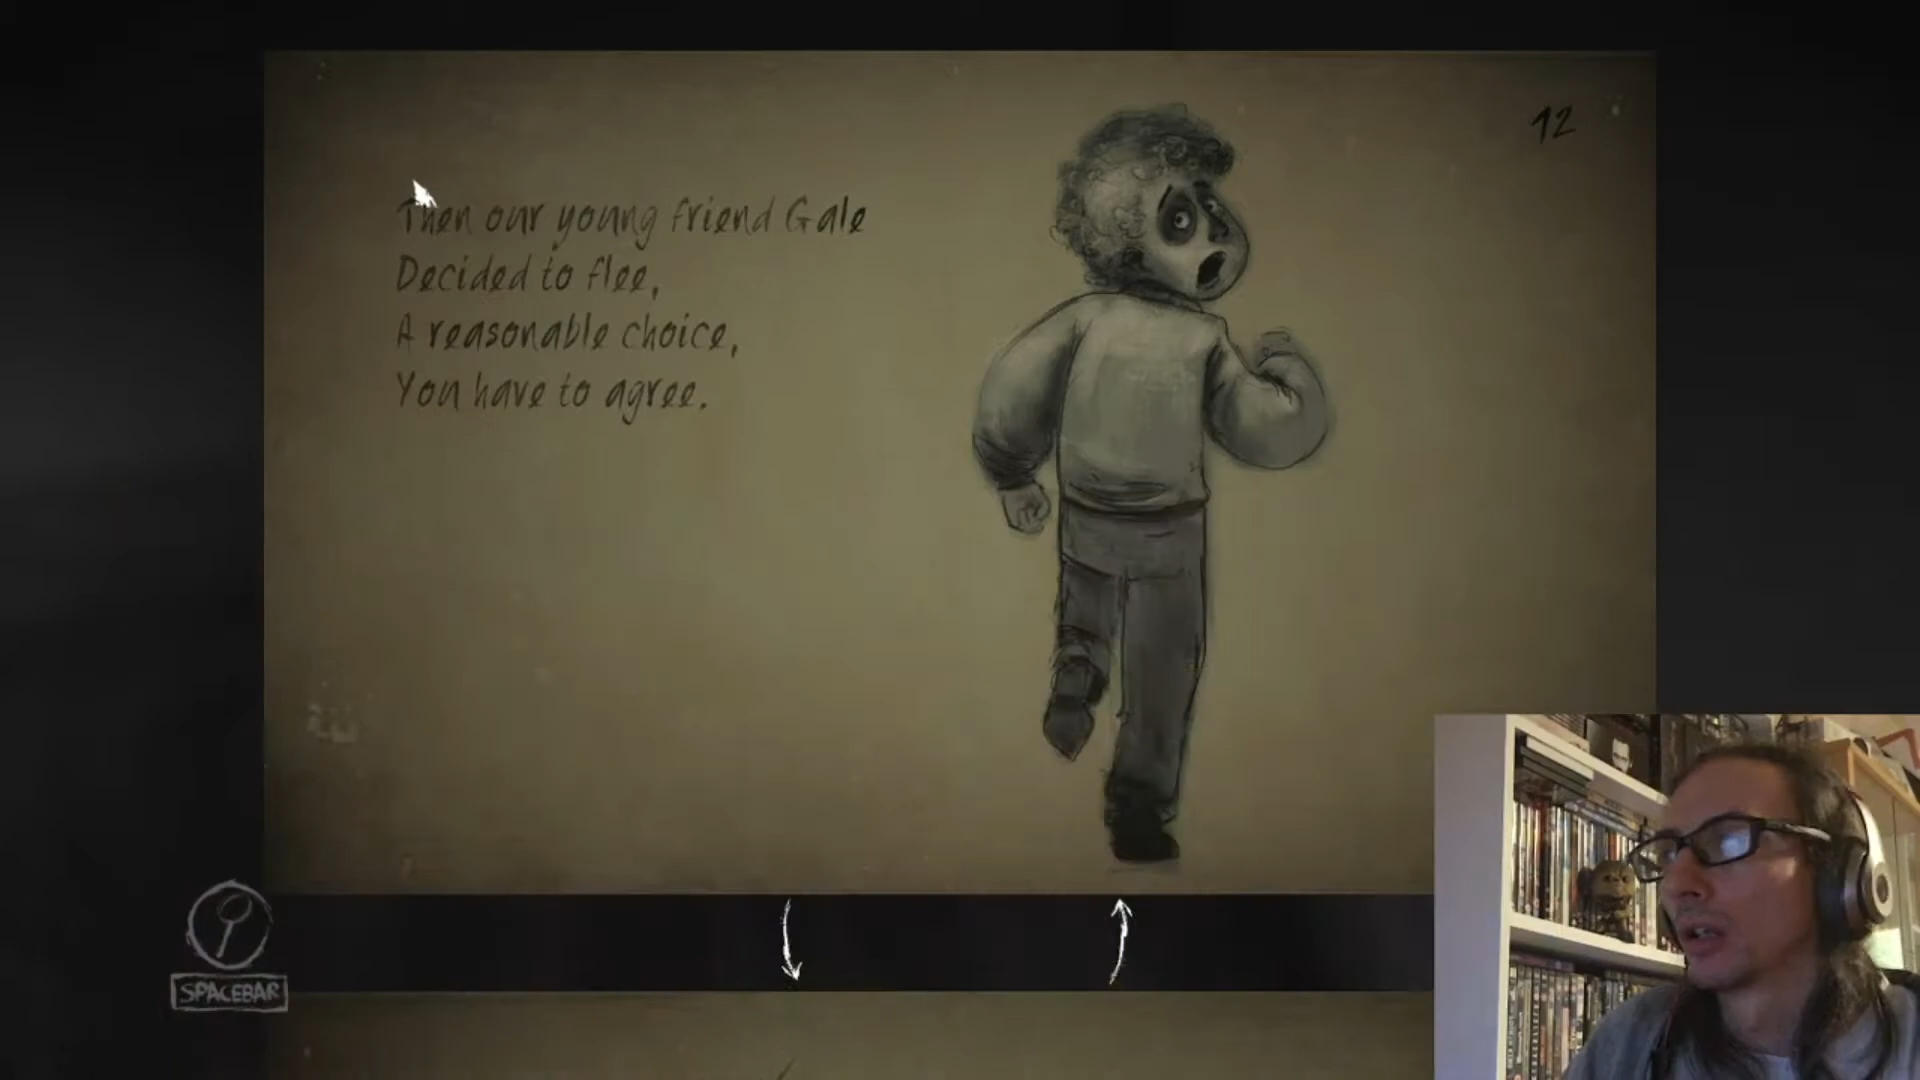 12
Then our young friend Gale
Decided to flee,
A reasonable choice,
You have to agree.
SPACEBAR